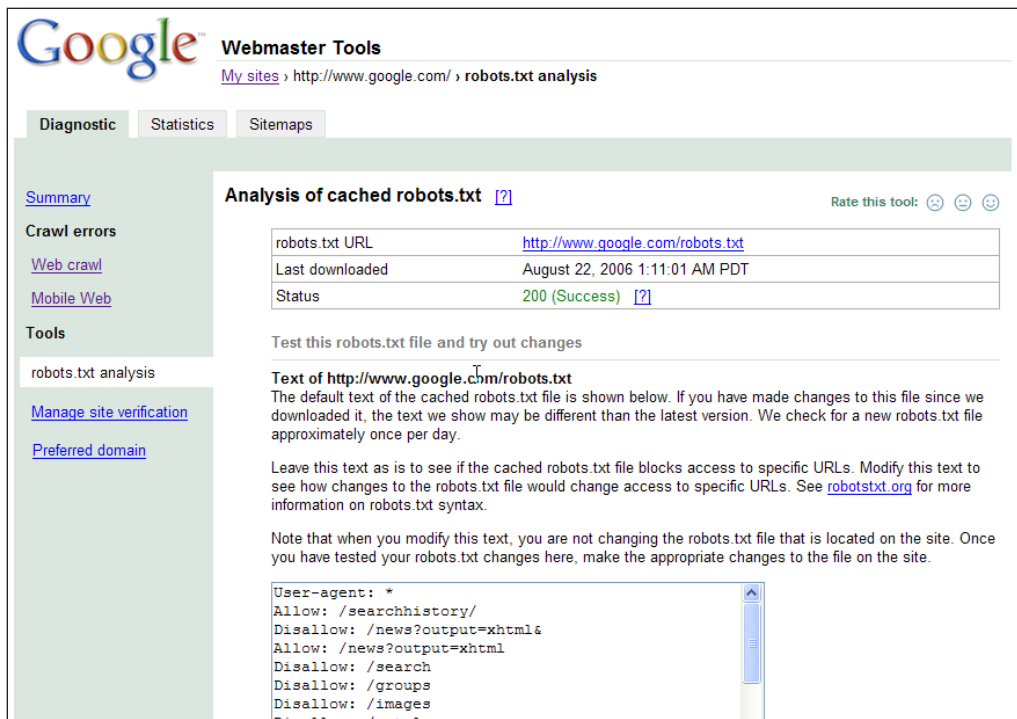 Google™ Webmaster Tools
My sites › http://www.google.com/ › robots.txt analysis
Diagnostic Statistics Sitemaps
Summary
Crawl errors
Web crawl
Mobile Web
Tools
robots.txt analysis
Manage site verification
Preferred domain
Analysis of cached robots.txt [?]
Rate this tool:
robots.txt URL http://www.google.com/robots.txt
Last downloaded August 22, 2006 1:11:01 AM PDT
Status 200 (Success) [?]
Test this robots.txt file and try out changes
Text of http://www.google.com/robots.txt
The default text of the cached robots.txt file is shown below. If you have made changes to this file since we
downloaded it, the text we show may be different than the latest version. We check for a new robots.txt file
approximately once per day.
Leave this text as is to see if the cached robots.txt file blocks access to specific URLs. Modify this text to
see how changes to the robots.txt file would change access to specific URLs. See robotstxt.org for more
information on robots.txt syntax.
Note that when you modify this text, you are not changing the robots.txt file that is located on the site. Once
you have tested your robots.txt changes here, make the appropriate changes to the file on the site.
User-agent: *
Allow: /searchhistory/
Disallow: /news?output=xhtml&
Allow: /news?output=xhtml
Disallow: /search
Disallow: /groups
Disallow: /images